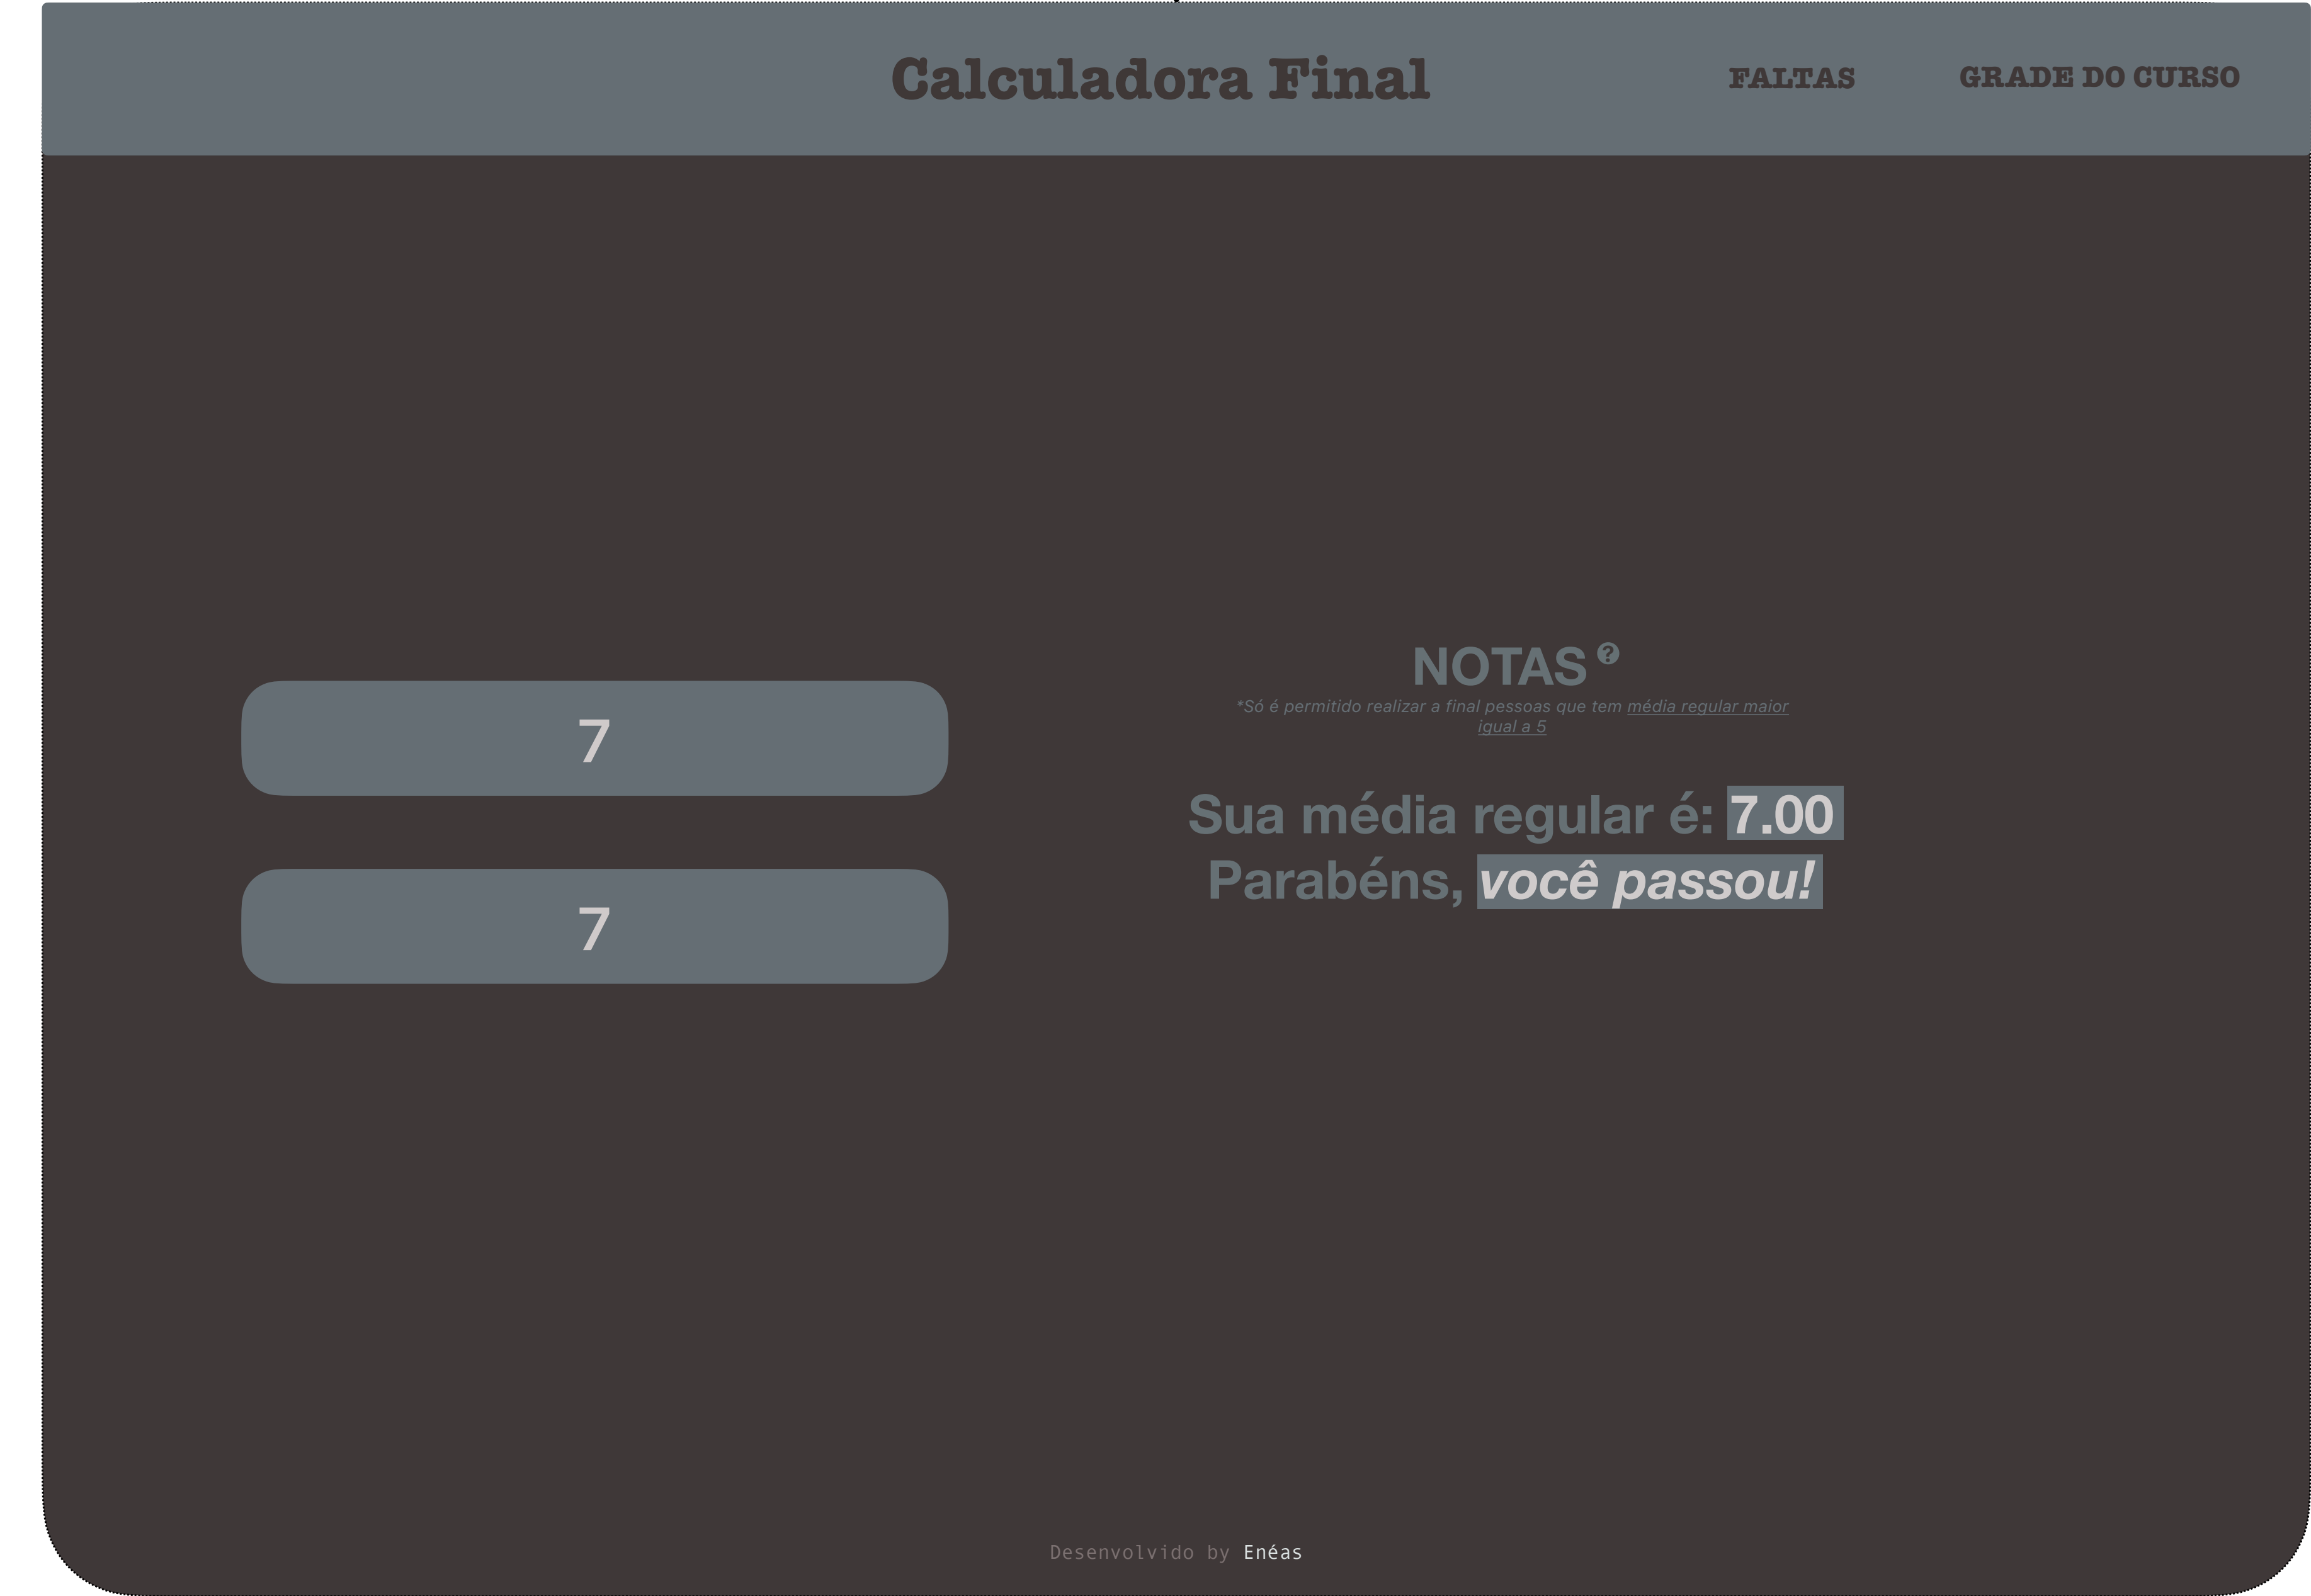 Calculadora Final
FALTAS
GRADE DO CURSO
7
7
NOTAS ?
*Só é permitido realizar a final pessoas que tem média regular maior
igual a 5
Sua média regular é: 7.00
Parabéns, você passou!
Desenvolvido by Enéas